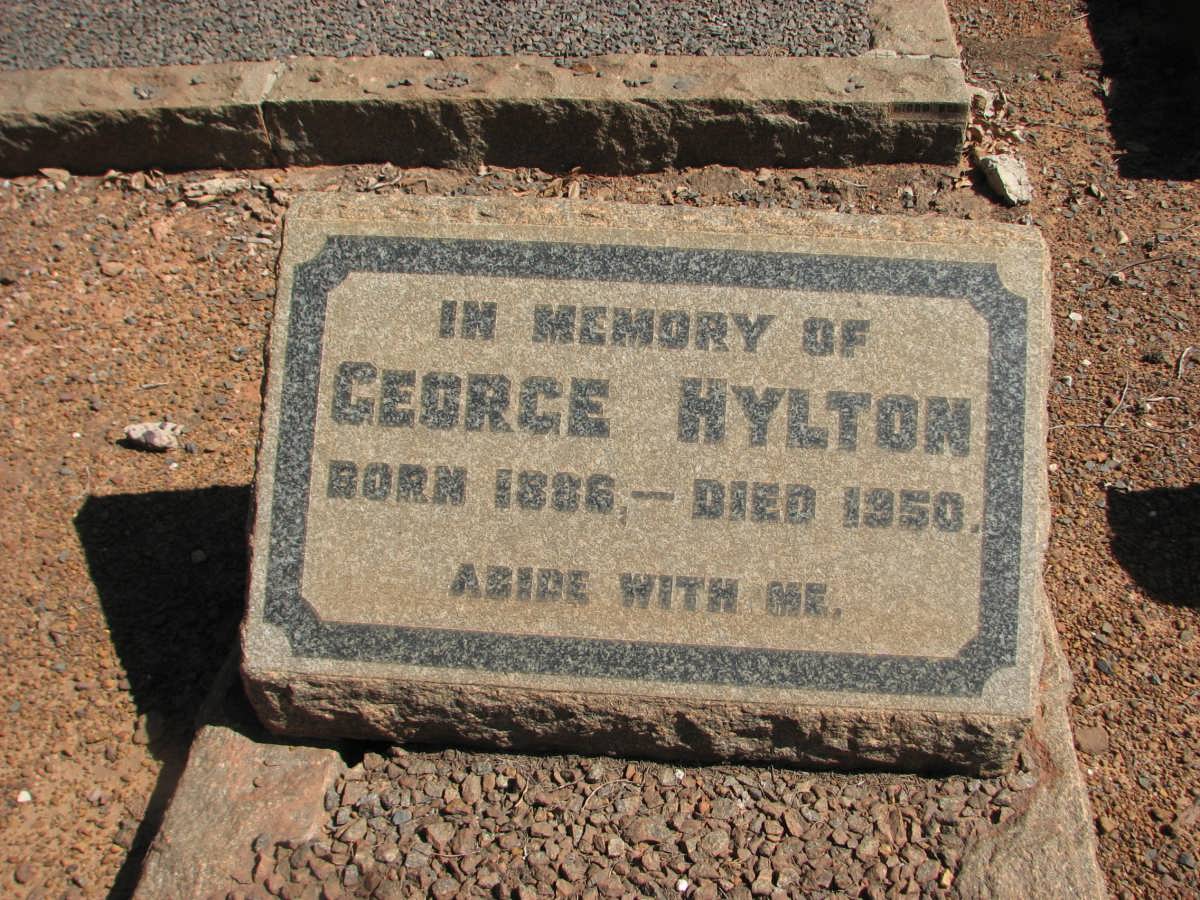 IN MEMORY OF
GEORGE HYLTON
BORN 1886,— DIED 1950.
ABIDE WITH ME.